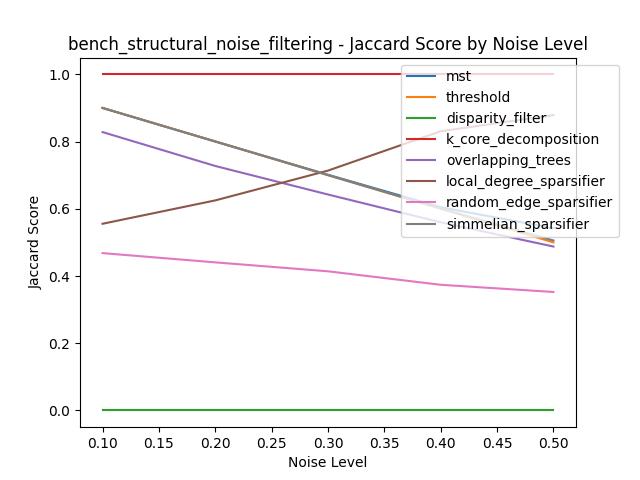 bench_structural_noise_filtering - Jaccard Score by Noise Level
mst
threshold
disparity_filter
k_core_decomposition
overlapping_trees
local_degree_sparsifier
random_edge_sparsifier
simmelian_sparsifier
Jaccard Score
1.0
0.8
0.6
0.4
0.2
0.0
0.10 0.15 0.20 0.25 0.30 0.35 0.40 0.45 0.50
Noise Level